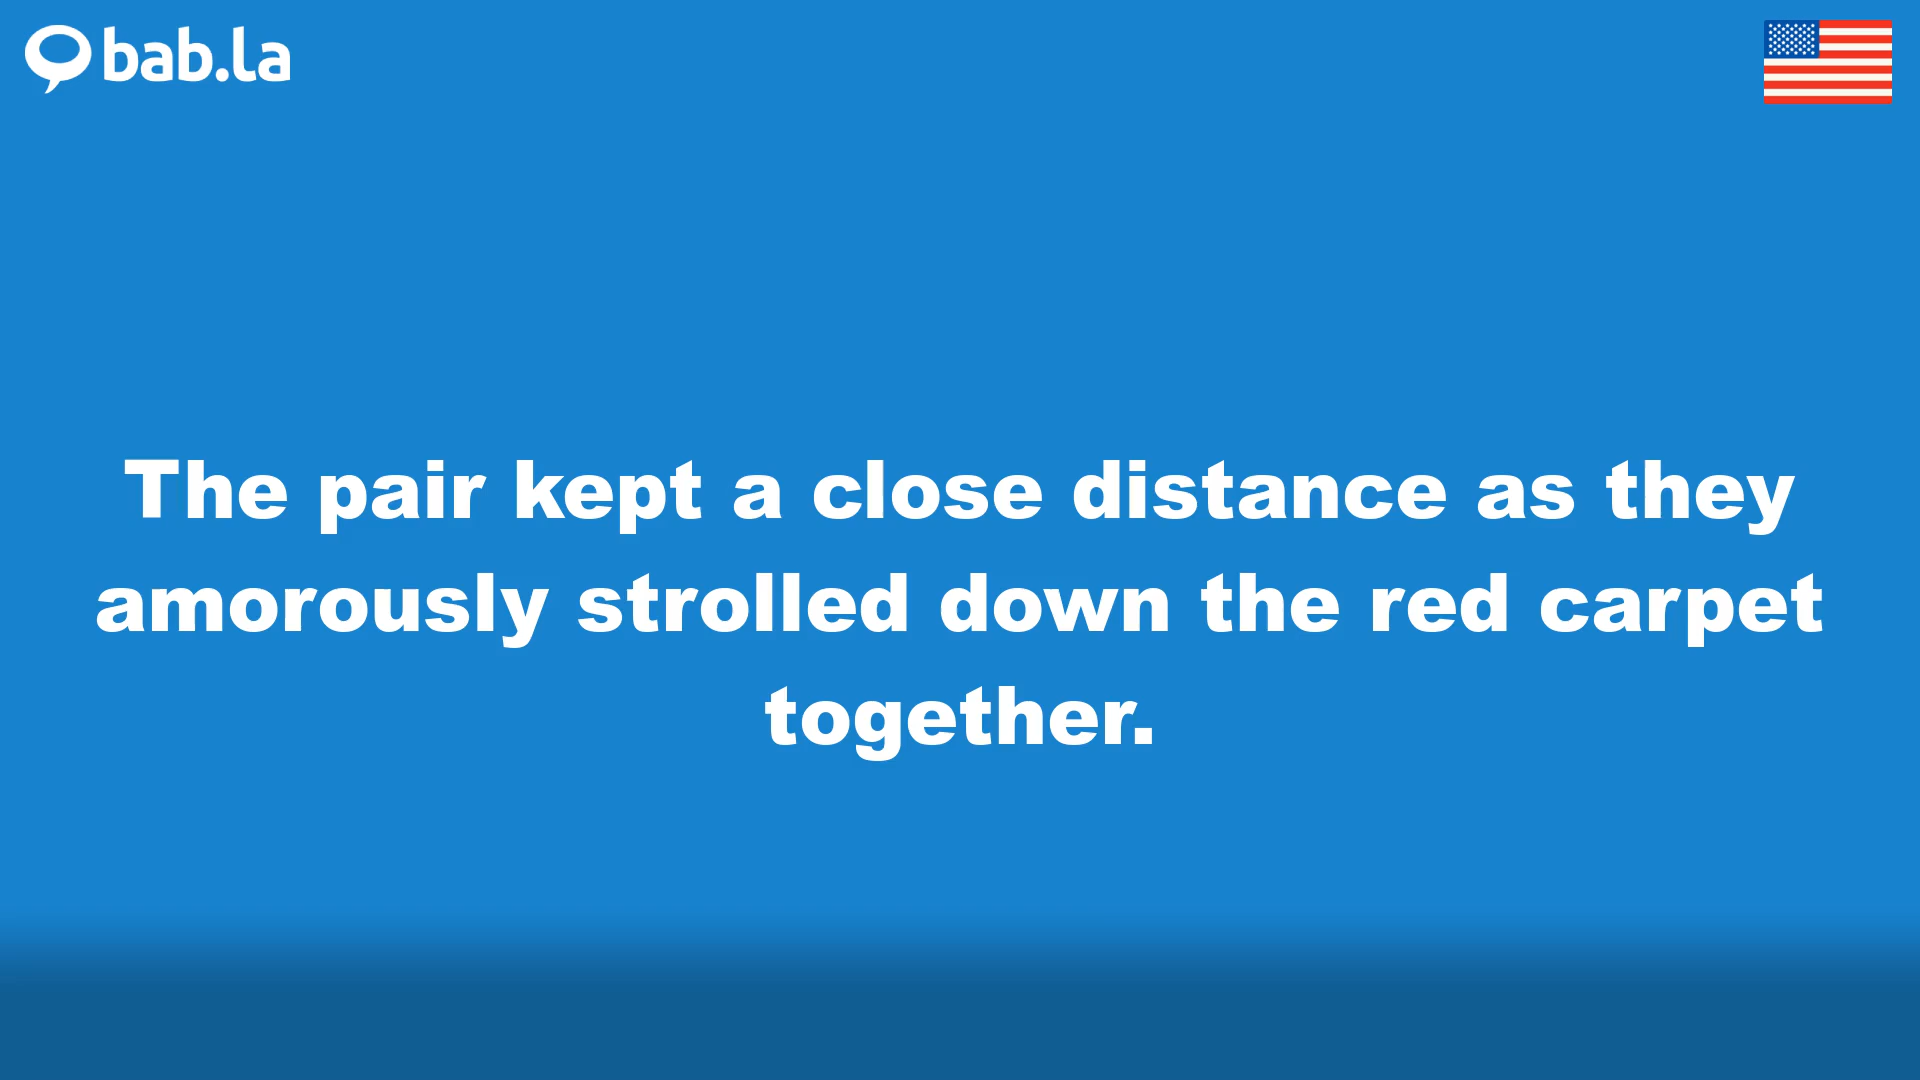 bab.la
The pair kept a close distance as they
amorously strolled down the red carpet
together.